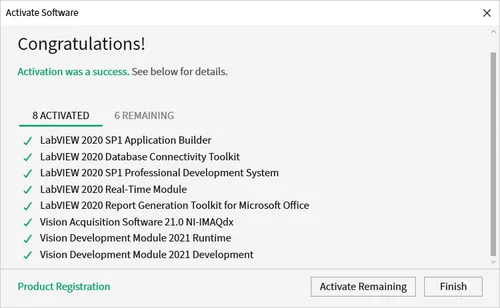 Activate Software
Congratulations!
Activation was a success. See below for details.
8 ACTIVATED 6 REMAINING
LabVIEW 2020 SP1 Application Builder
LabVIEW 2020 Database Connectivity Toolkit
LabVIEW 2020 SP1 Professional Development System
LabVIEW 2020 Real-Time Module
LabVIEW 2020 Report Generation Toolkit for Microsoft Office
Vision Acquisition Software 21.0 NI-IMAQdx
Vision Development Module 2021 Runtime
Vision Development Module 2021 Development
Product Registration Activate Remaining Finish